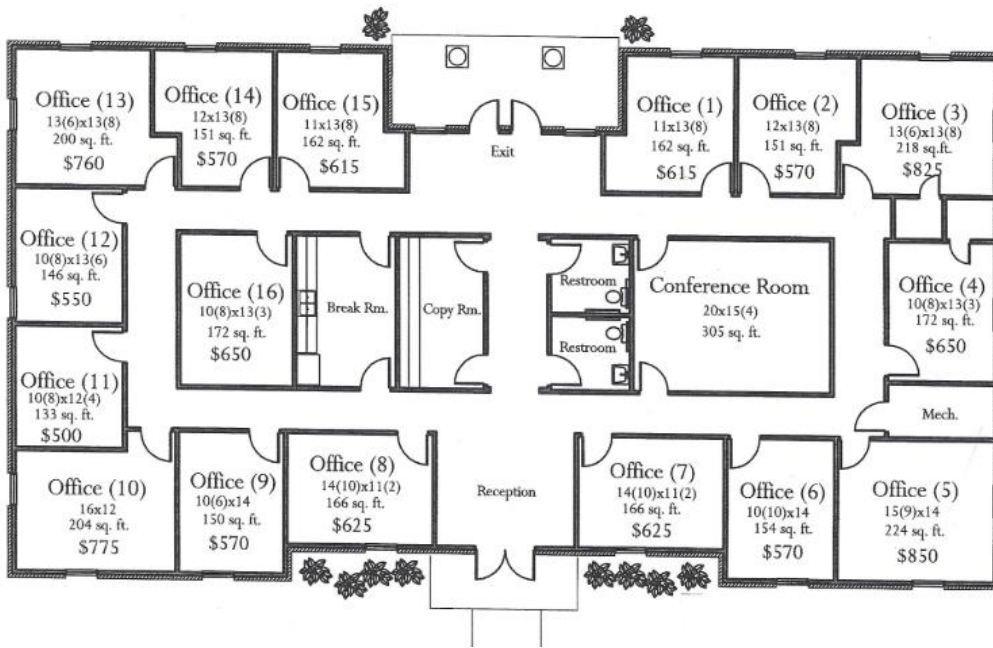 Office (13)
13(6)x13(8)
200 sq. ft.
$760
Office (14)
12x13(8)
151 sq. ft.
$570
Office (15)
11x13(8)
162 sq. ft.
$615
Exit
Office (1)
11x13(8)
162 sq. ft.
$615
Office (2)
12x13(8)
151 sq. ft.
$570
Office (3)
13(6)x13(8)
218 sq. ft.
$825
Office (12)
10(8)x13(6)
146 sq. ft.
$550
Office (16)
10(8)x13(3)
172 sq. ft.
$650
Break Rm.
Copy Rm.
Restroom
Restroom
Conference Room
20x15(4)
305 sq. ft.
Office (4)
10(8)x13(3)
172 sq. ft.
$650
Office (11)
10(8)x12(4)
133 sq. ft.
$500
Mech.
Office (10)
16x12
204 sq. ft.
$775
Office (9)
10(6)x14
150 sq. ft.
$570
Office (8)
14(10)x11(2)
166 sq. ft.
$625
Reception
Office (7)
14(10)x11(2)
166 sq. ft.
$625
Office (6)
10(10)x14
154 sq. ft.
$570
Office (5)
15(9)x14
224 sq. ft.
$850